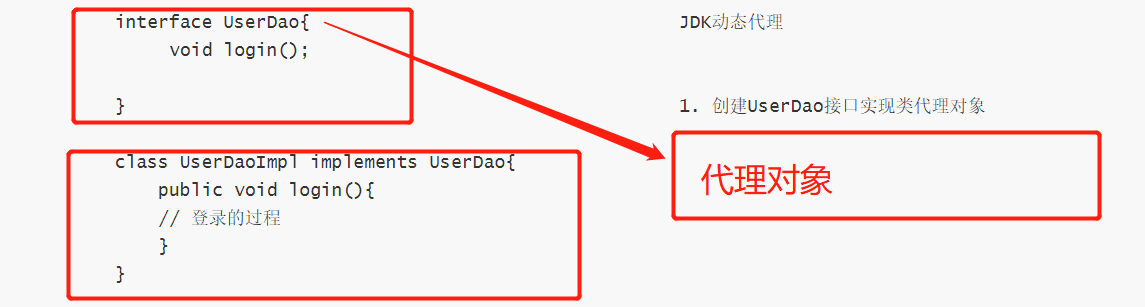 interface UserDao{
void login();
}
class UserDaoImpl implements UserDao{
public void login(){
// 登录的过程
}
}
JDK动态代理
1. 创建UserDao接口实现类代理对象
代理对象